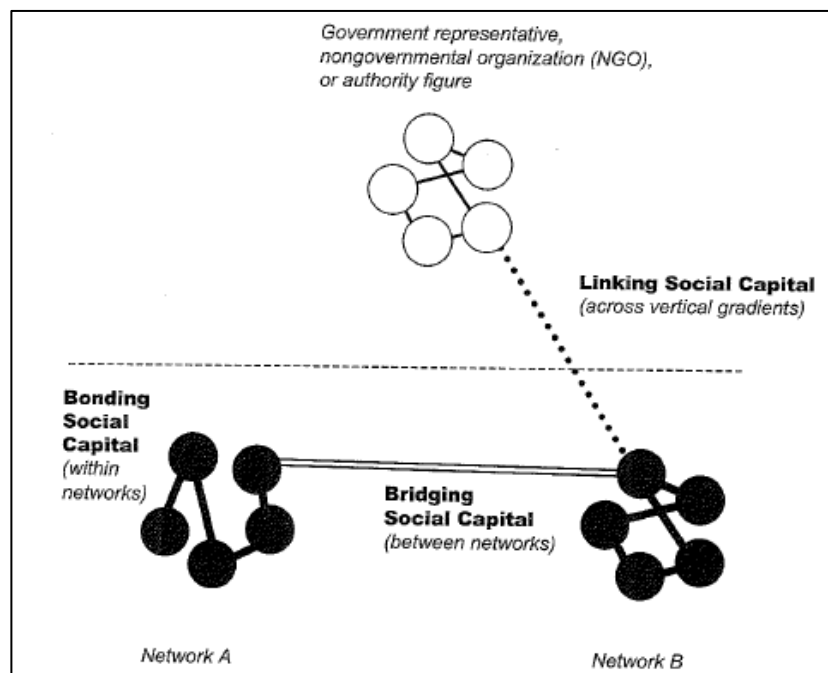 Government representative,
nongovernmental organization (NGO),
or authority figure
Linking Social Capital
(across vertical gradients)
Bonding
Social
Capital
(within
networks)
Bridging
Social Capital
(between networks)
Network A
Network B